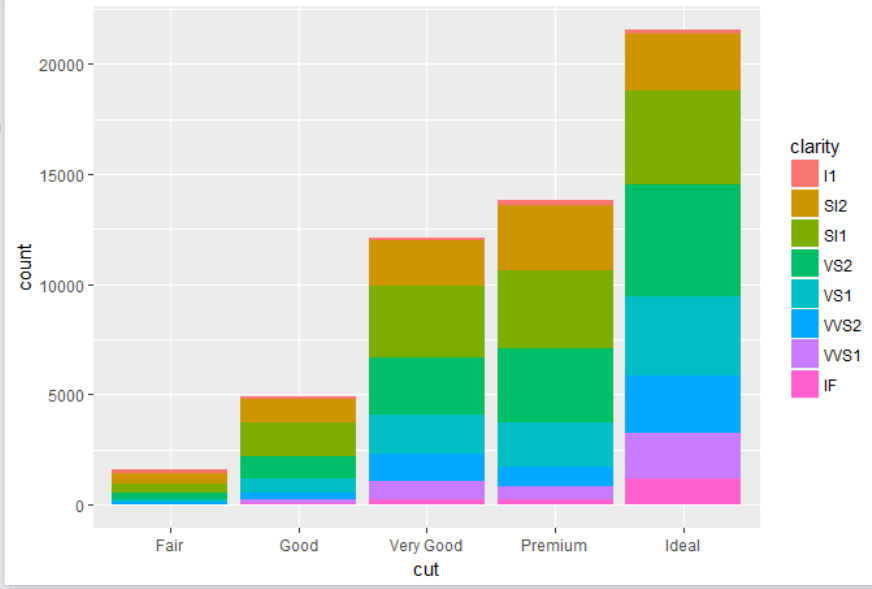 20000
15000
10000
5000
0
count
Fair Good Very Good Premium Ideal
cut
clarity
I1
SI2
SI1
VS2
VS1
VVS2
VVS1
IF